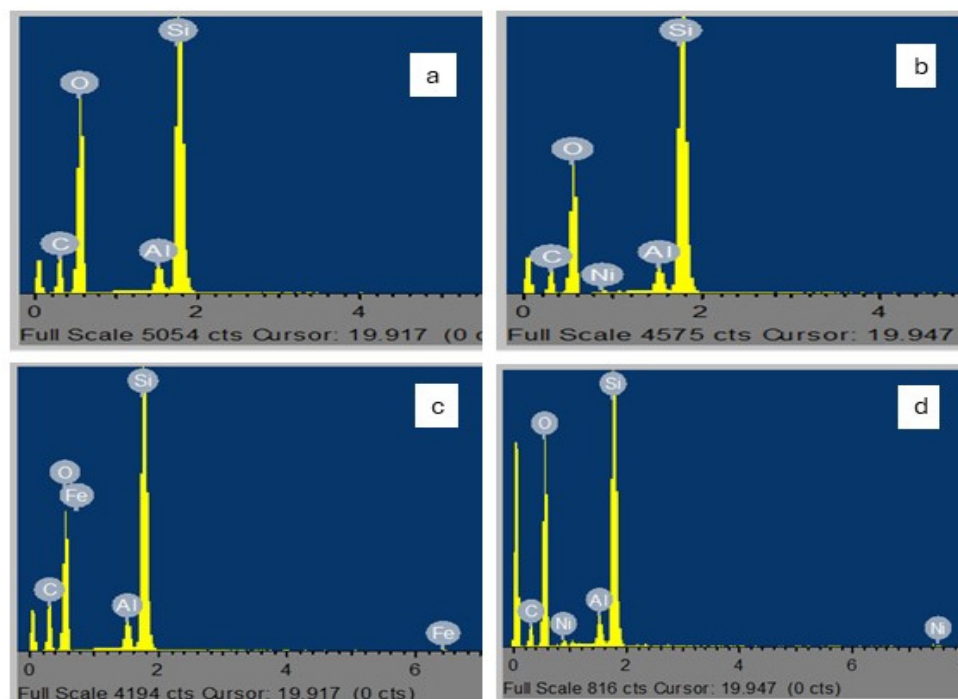 Si
a
O
C
Al
0 2 4
Full Scale 5054 cts Cursor: 19.917 (0 c
Si
b
O
C
Ni
Al
0 2 4
Full Scale 4575 cts Cursor: 19.947
Si
c
O
Fe
C
Al
Fe
0 2 4 6
Full Scale 4194 cts Cursor: 19.917 (0 cts)
Si
d
O
C
Ni
Al
Ni
0 2 4 6
Full Scale 816 cts Cursor: 19.947 (0 cts)